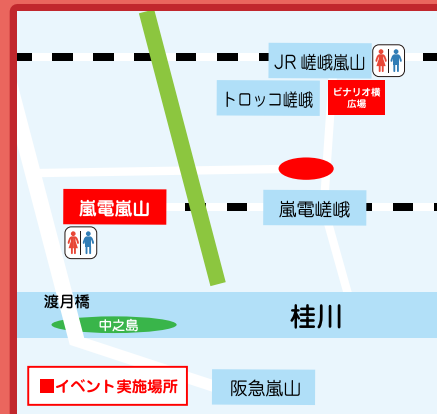 JR 嵯峨嵐山
トロッコ嵯峨
ビナリオ横
広場
嵐電嵐山
嵐電嵯峨
渡月橋
中之島
桂川
■イベント実施場所
阪急嵐山